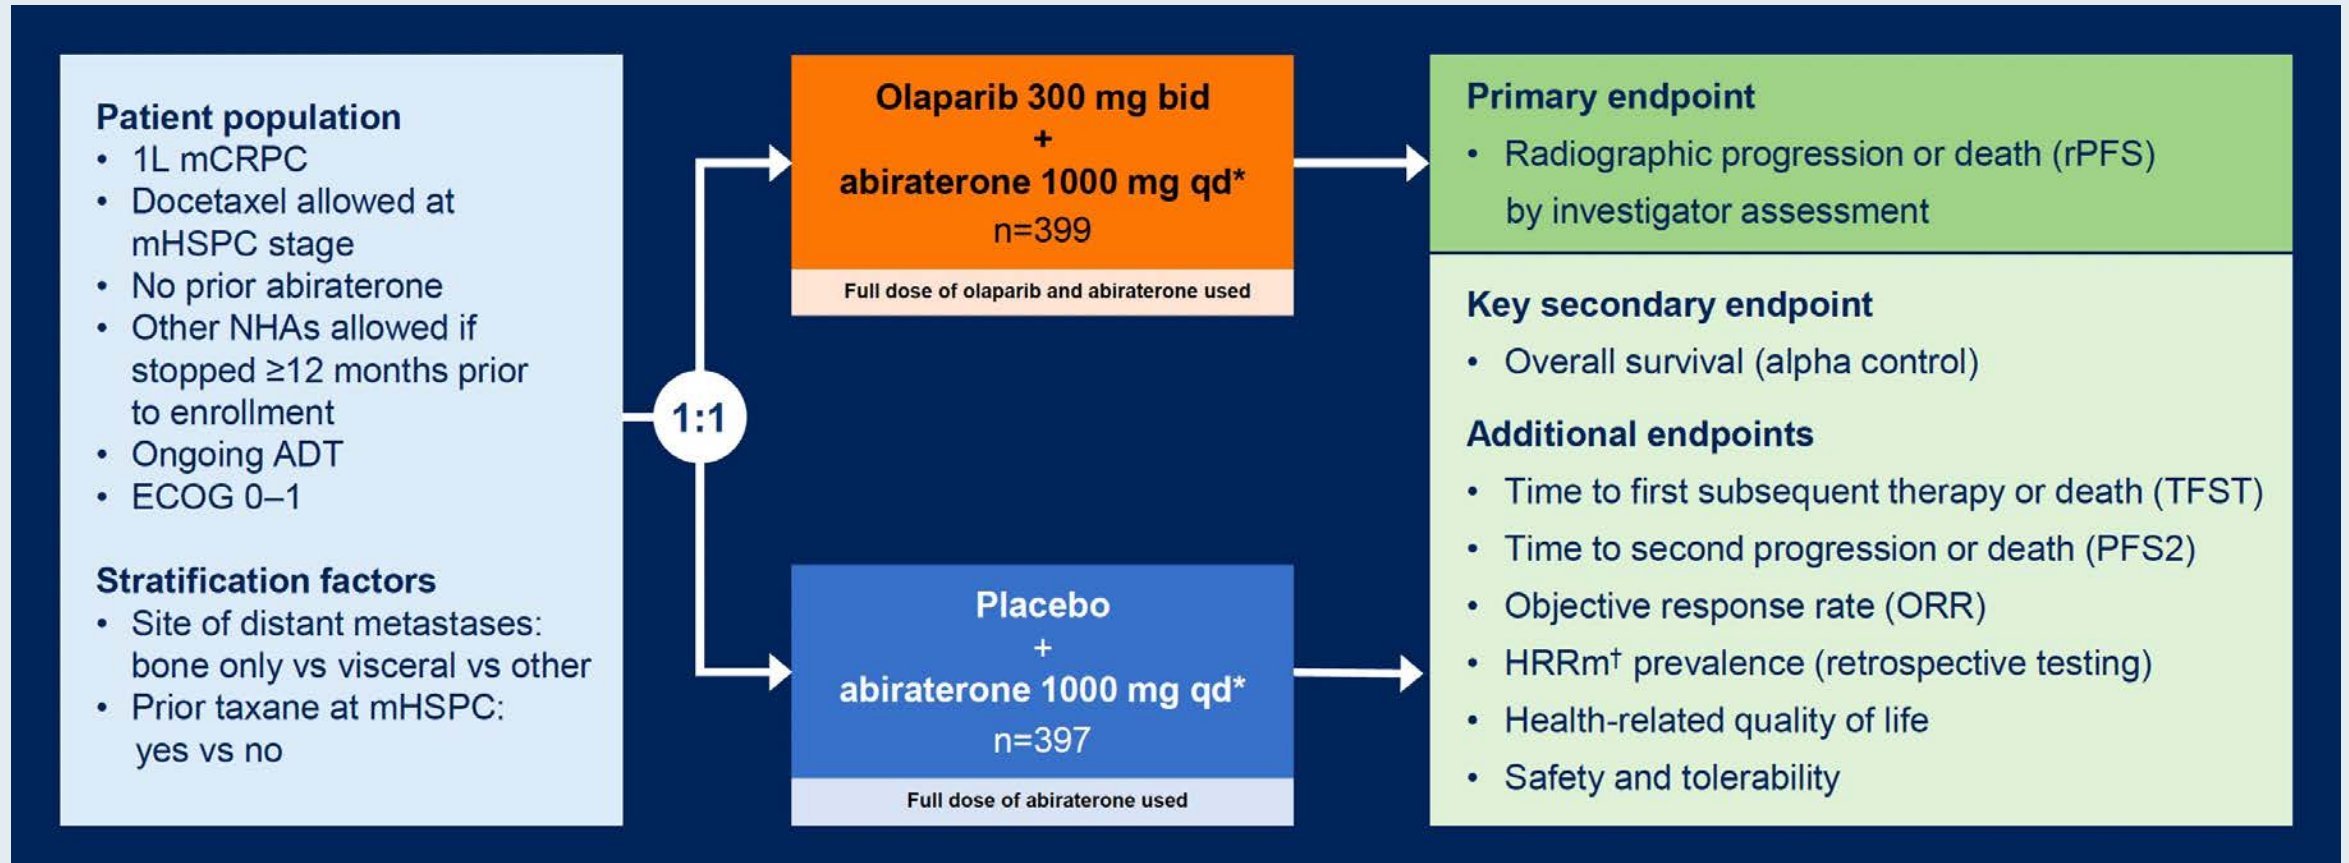 Patient population
• 1L mCRPC
• Docetaxel allowed at
mHSPC stage
• No prior abiraterone
• Other NHAs allowed if
stopped ≥12 months prior
to enrollment
• Ongoing ADT
• ECOG 0–1
Stratification factors
• Site of distant metastases:
bone only vs visceral vs other
• Prior taxane at mHSPC:
yes vs no
1:1
Olaparib 300 mg bid
+
abiraterone 1000 mg qd*
n=399
Full dose of olaparib and abiraterone used
Placebo
+
abiraterone 1000 mg qd*
n=397
Full dose of abiraterone used
Primary endpoint
• Radiographic progression or death (rPFS)
by investigator assessment
Key secondary endpoint
• Overall survival (alpha control)
Additional endpoints
• Time to first subsequent therapy or death (TFST)
• Time to second progression or death (PFS2)
• Objective response rate (ORR)
• HRRm† prevalence (retrospective testing)
• Health-related quality of life
• Safety and tolerability